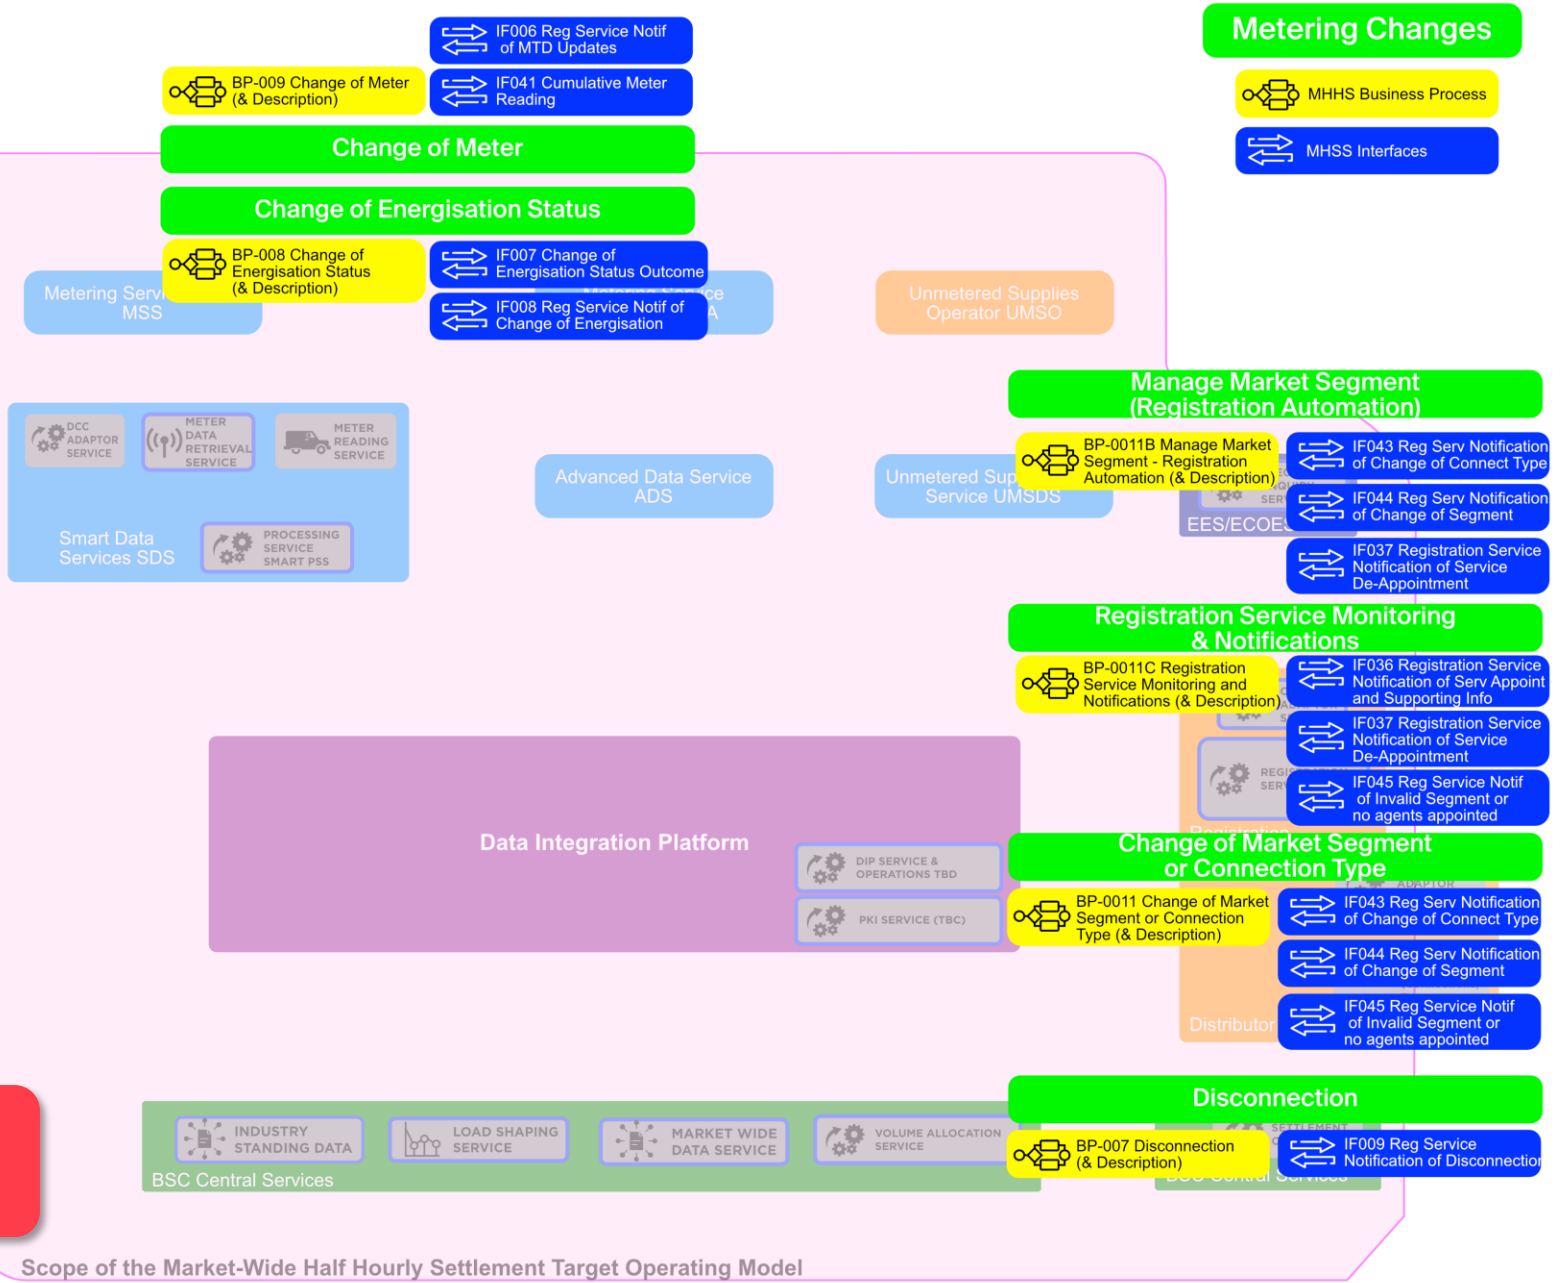 Metering Changes
MHHS Business Process
MHSS Interfaces
IF006 Reg Service Notif
of MTD Updates
BP-009 Change of Meter
(& Description)
IF041 Cumulative Meter
Reading
Change of Meter
Change of Energisation Status
BP-008 Change of
Energisation Status
(& Description)
IF007 Change of
Energisation Status Outcome
IF008 Reg Service Notif of
Change of Energisation
Metering Serv
MSS
Unmetered Supplies
Operator UMSO
Manage Market Segment
(Registration Automation)
BP-0011B Manage Market
Segment - Registration
Automation (& Description)
IF043 Reg Serv Notification
of Change of Connect Type
IF044 Reg Serv Notification
of Change of Segment
IF037 Registration Service
Notification of Service
De-Appointment
DCC
ADAPTOR
SERVICE
METER
DATA
RETRIEVAL
SERVICE
METER
READING
SERVICE
Smart Data
Services SDS
PROCESSING
SERVICE
SMART PSS
Advanced Data Service
ADS
Unmetered Sup
Service UMSDS
EES/ECOES
Registration Service Monitoring
& Notifications
BP-0011C Registration
Service Monitoring and
Notifications (& Description)
IF036 Registration Service
Notification of Serv Appoint
and Supporting Info
IF037 Registration Service
Notification of Service
De-Appointment
IF045 Reg Service Notif
of Invalid Segment or
no agents appointed
Data Integration Platform
DIP SERVICE &
OPERATIONS TBD
PKI SERVICE (TBC)
Change of Market Segment
or Connection Type
ADAPTOR
BP-0011 Change of Market
Segment or Connection
Type (& Description)
IF043 Reg Serv Notification
of Change of Connect Type
IF044 Reg Serv Notification
of Change of Segment
IF045 Reg Service Notif
of Invalid Segment or
no agents appointed
Distributor
Disconnection
BP-007 Disconnection
(& Description)
IF009 Reg Service
Notification of Disconnection
SETTLEMENT
INDUSTRY
STANDING DATA
LOAD SHAPING
SERVICE
MARKET WIDE
DATA SERVICE
VOLUME ALLOCATION
SERVICE
BSC Central Services
BSC Central Services
Scope of the Market-Wide Half Hourly Settlement Target Operating Model